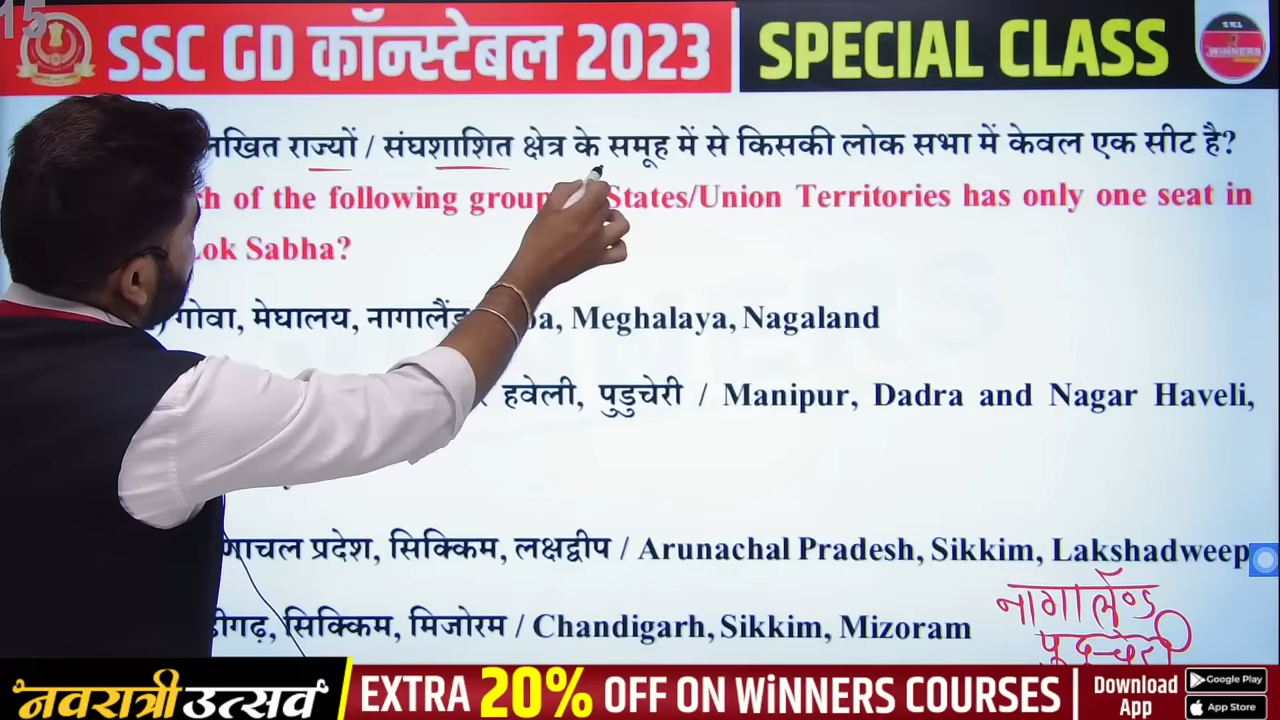 15
SSC GD कॉन्स्टेबल 2023
SPECIAL CLASS
WiNNERS
राज्यों / संघशाशित क्षेत्र के समूह में से किसकी लोक सभा में केवल एक सीट है?
of the following States/Union Territories has only one seat in
Lok Sabha?
गोवा, मेघालय, Meghalaya, Nagaland
हवेली, पुडुचेरी / Manipur, Dadra and Nagar Haveli,
प्रदेश, सिक्किम, लक्षद्वीप / Arunachal Pradesh, Sikkim, Lakshadweep
सिक्किम, मिजोरम / Chandigarh, Sikkim, Mizoram
नवरात्री उत्सव
EXTRA 20% OFF ON WiNNERS COURSES
Download
App
Google Play
App Store